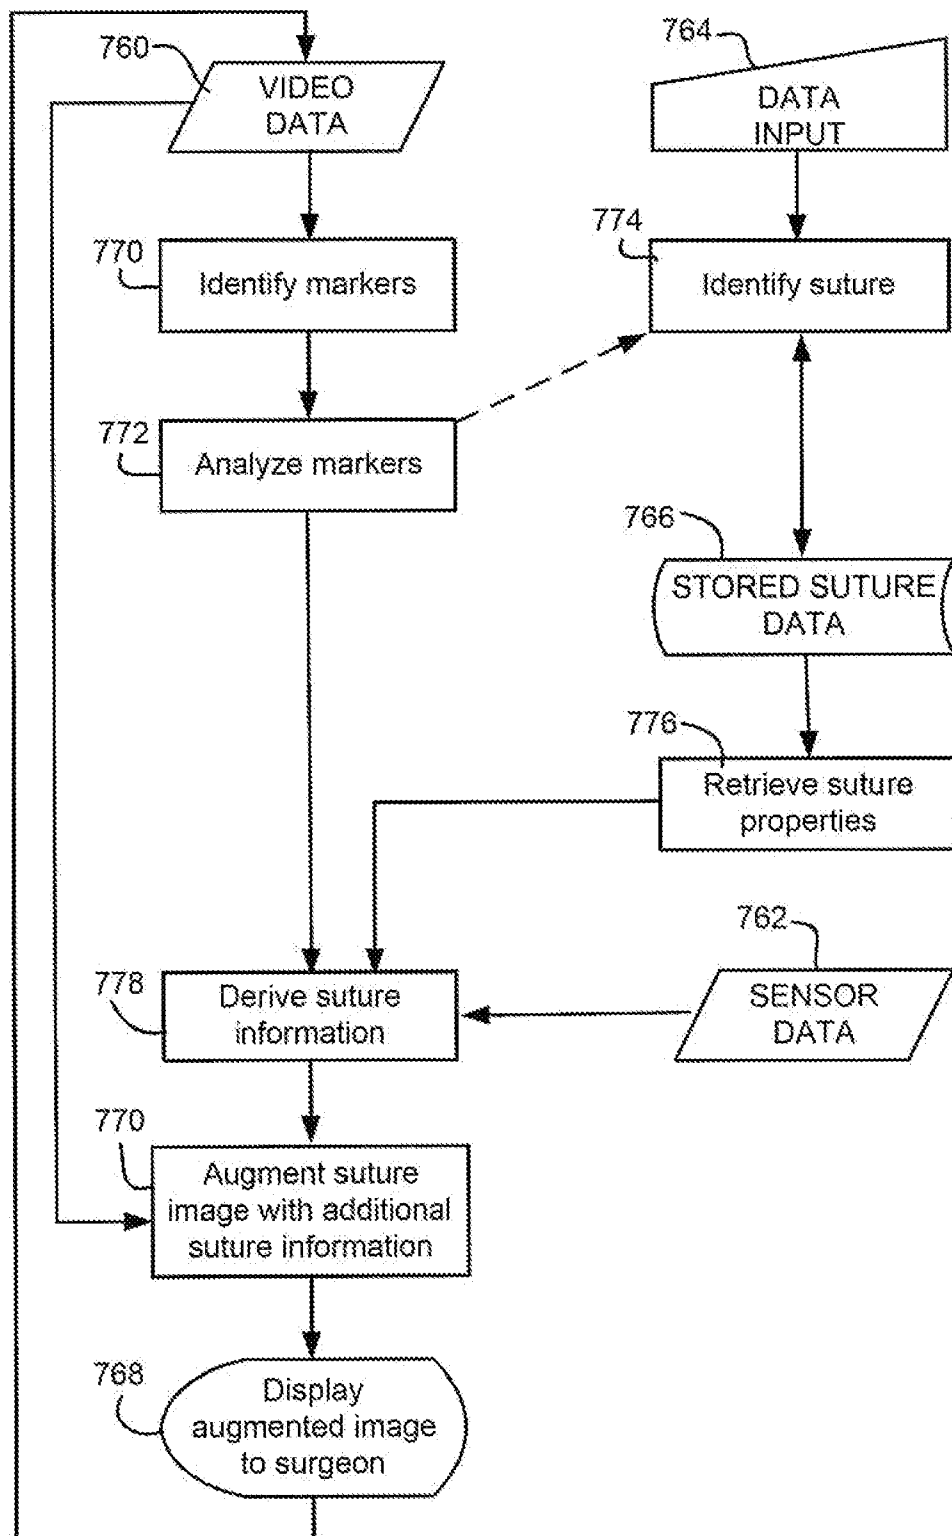 760
VIDEO
DATA
764
DATA
INPUT
770
Identify markers
774
Identify suture
772
Analyze markers
766
STORED SUTURE
DATA
776
Retrieve suture
properties
762
SENSOR
DATA
778
Derive suture
information
770
Augment suture
image with additional
suture information
768
Display
augmented image
to surgeon